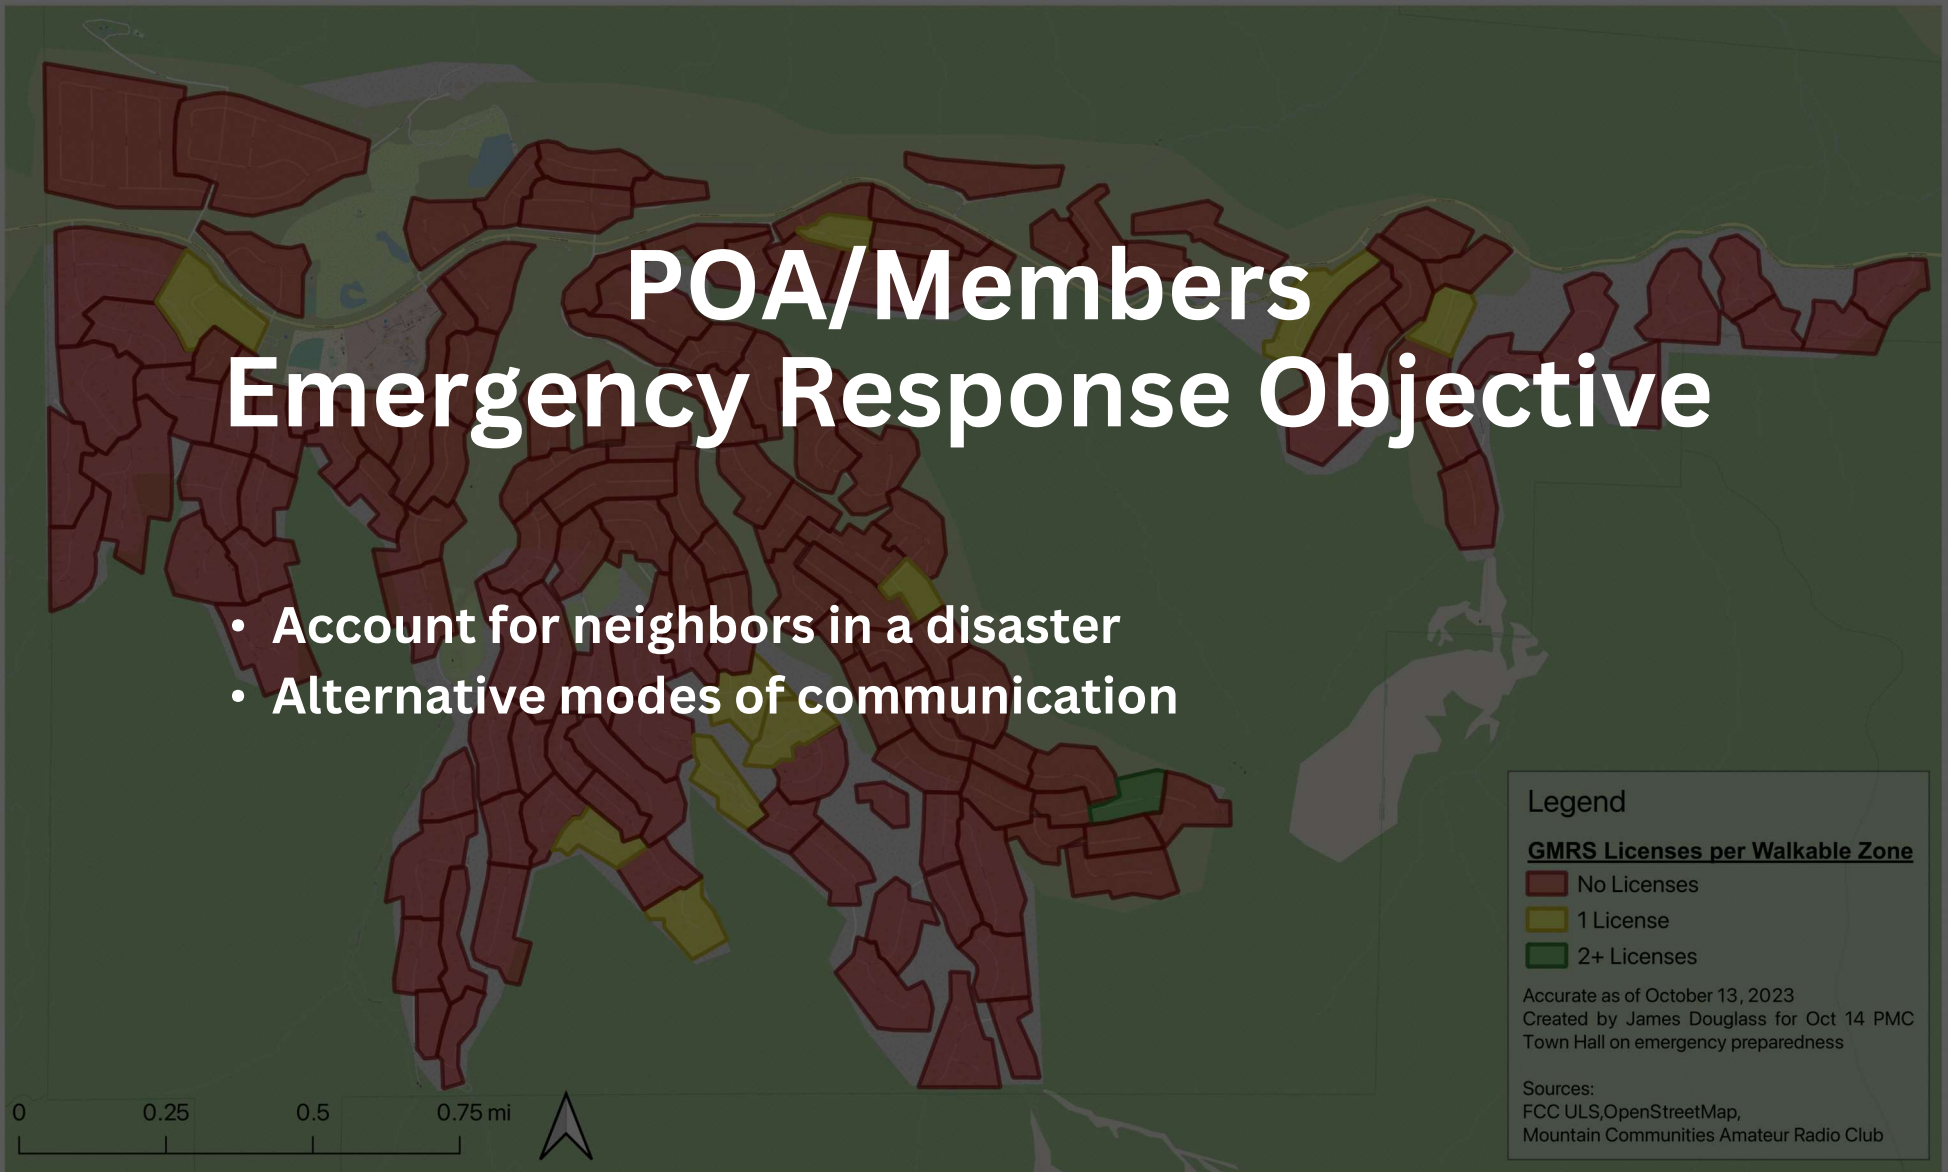 POA/Members
Emergency Response Objective
• Account for neighbors in a disaster
• Alternative modes of communication
Legend
GMRS Licenses per Walkable Zone
No Licenses
1 License
2+ Licenses
Accurate as of October 13, 2023
Created by James Douglass for Oct 14 PMC
Town Hall on emergency preparedness
Sources:
FCC ULS,OpenStreetMap,
Mountain Communities Amateur Radio Club
0 0.25 0.5 0.75 mi